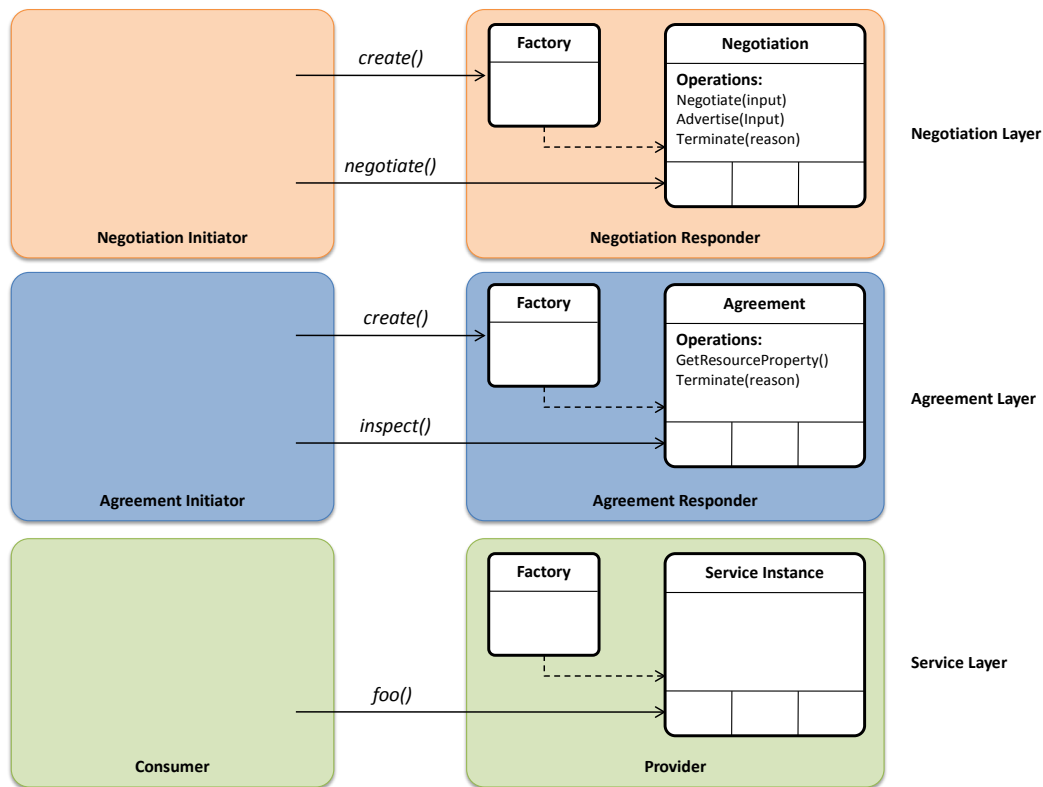 Factory
Negotiation
create()
Operations:
Negotiate(input)
Advertise(Input)
Terminate(reason)
Negotiation Layer
negotiate()
Negotiation Initiator
Negotiation Responder
Factory
Agreement
create()
Operations:
GetResourceProperty()
Terminate(reason)
Agreement Layer
inspect()
Agreement Initiator
Agreement Responder
Factory
Service Instance
Service Layer
foo()
Consumer
Provider